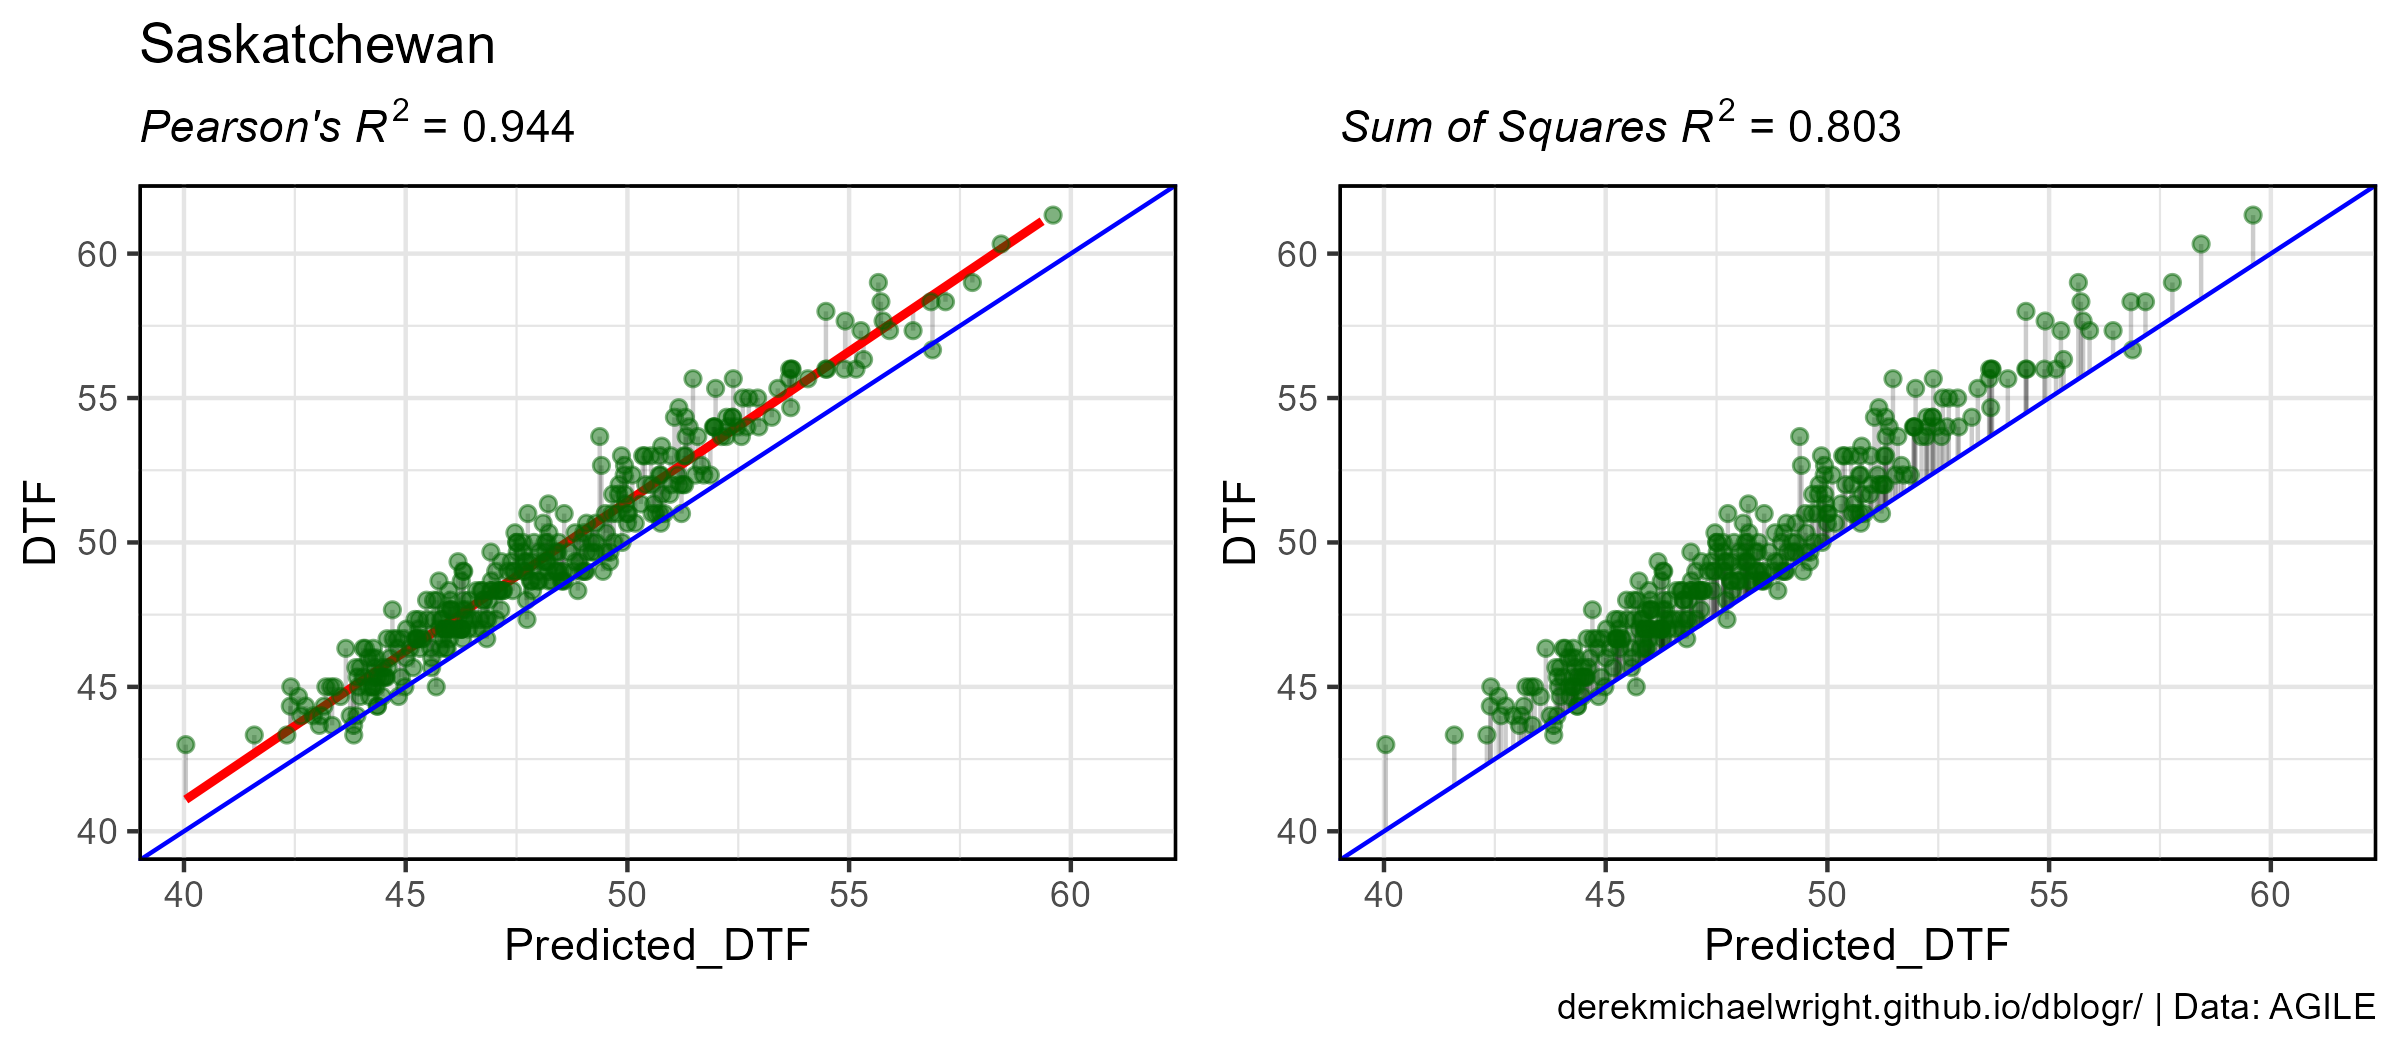 Saskatchewan
Pearson's R² = 0.944
60
55
50
45
40
DTF
40 45 50 55 60
Predicted_DTF
Sum of Squares R² = 0.803
60
55
50
45
40
DTF
40 45 50 55 60
Predicted_DTF
derekmichaelwright.github.io/dblogr/ | Data: AGILE